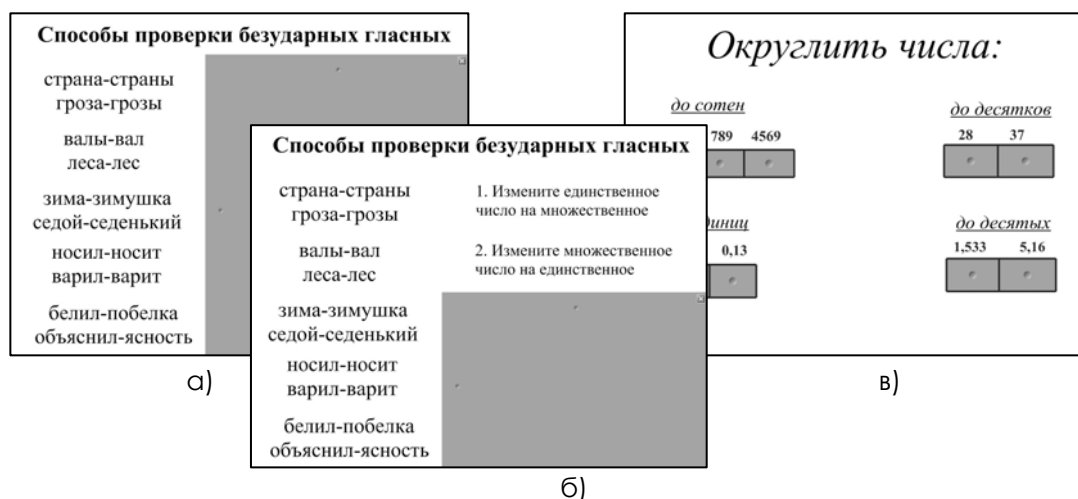 Способы проверки безударных гласных
страна-страны
гроза-грозы
валы-вал
леса-лес
зима-зимушка
седой-седенький
носил-носит
варил-варит
белил-побелка
объяснил-ясность
а)
Способы проверки безударных гласных
страна-страны
гроза-грозы
1. Измените единственное
число на множественное
валы-вал
леса-лес
2. Измените множественное
число на единственное
зима-зимушка
седой-седенький
носил-носит
варил-варит
белил-побелка
объяснил-ясность
б)
Округлить числа:
до сотен
789 4569
до десятков
28 37
диниц
0,13
до десятых
1,533 5,16
в)